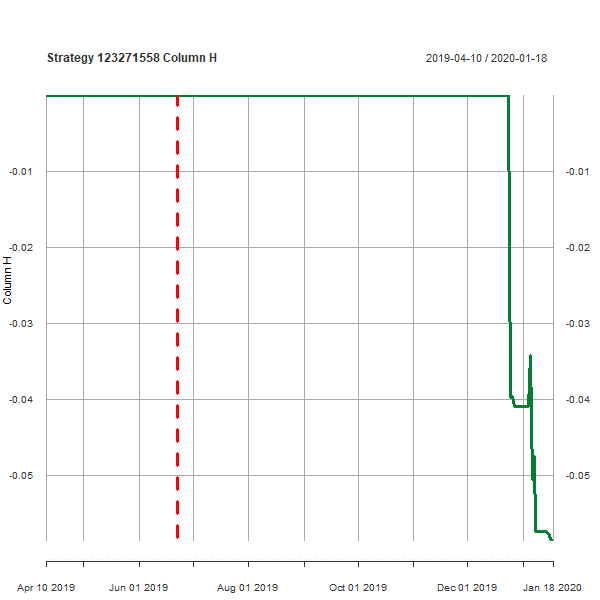 Strategy 123271558 Column H
2019-04-10 / 2020-01-18
-0.01
-0.01
-0.02
-0.02
Column H
-0.03
-0.03
-0.04
-0.04
-0.05
-0.05
Apr 10 2019
Jun 01 2019
Aug 01 2019
Oct 01 2019
Dec 01 2019
Jan 18 2020